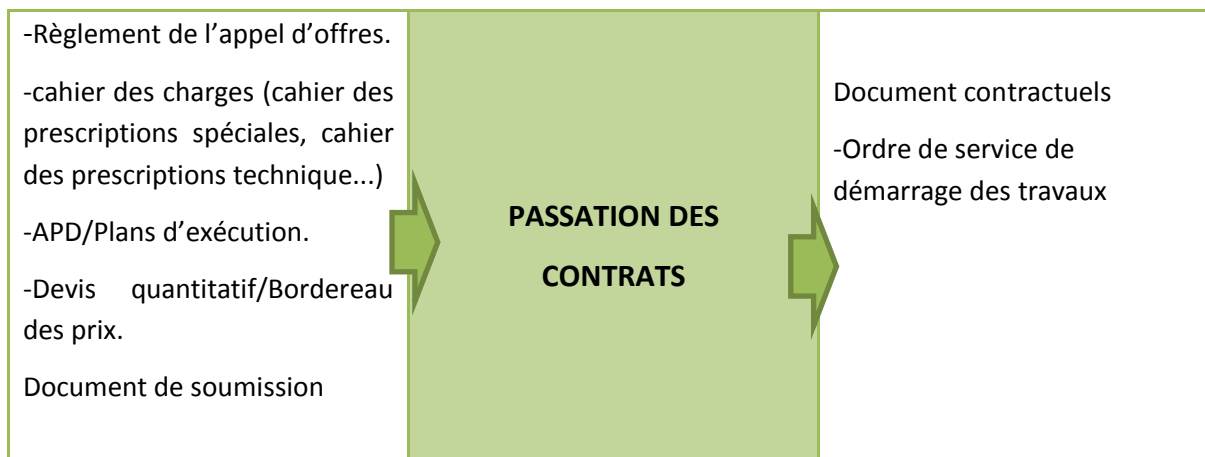 -Règlement de l’appel d’offres.
-cahier des charges (cahier des
prescriptions spéciales, cahier
des prescriptions technique...)
-APD/Plans d’exécution.
-Devis quantitatif/Bordereau
des prix.
Document de soumission
PASSATION DES
CONTRATS
Document contractuels
-Ordre de service de
démarrage des travaux